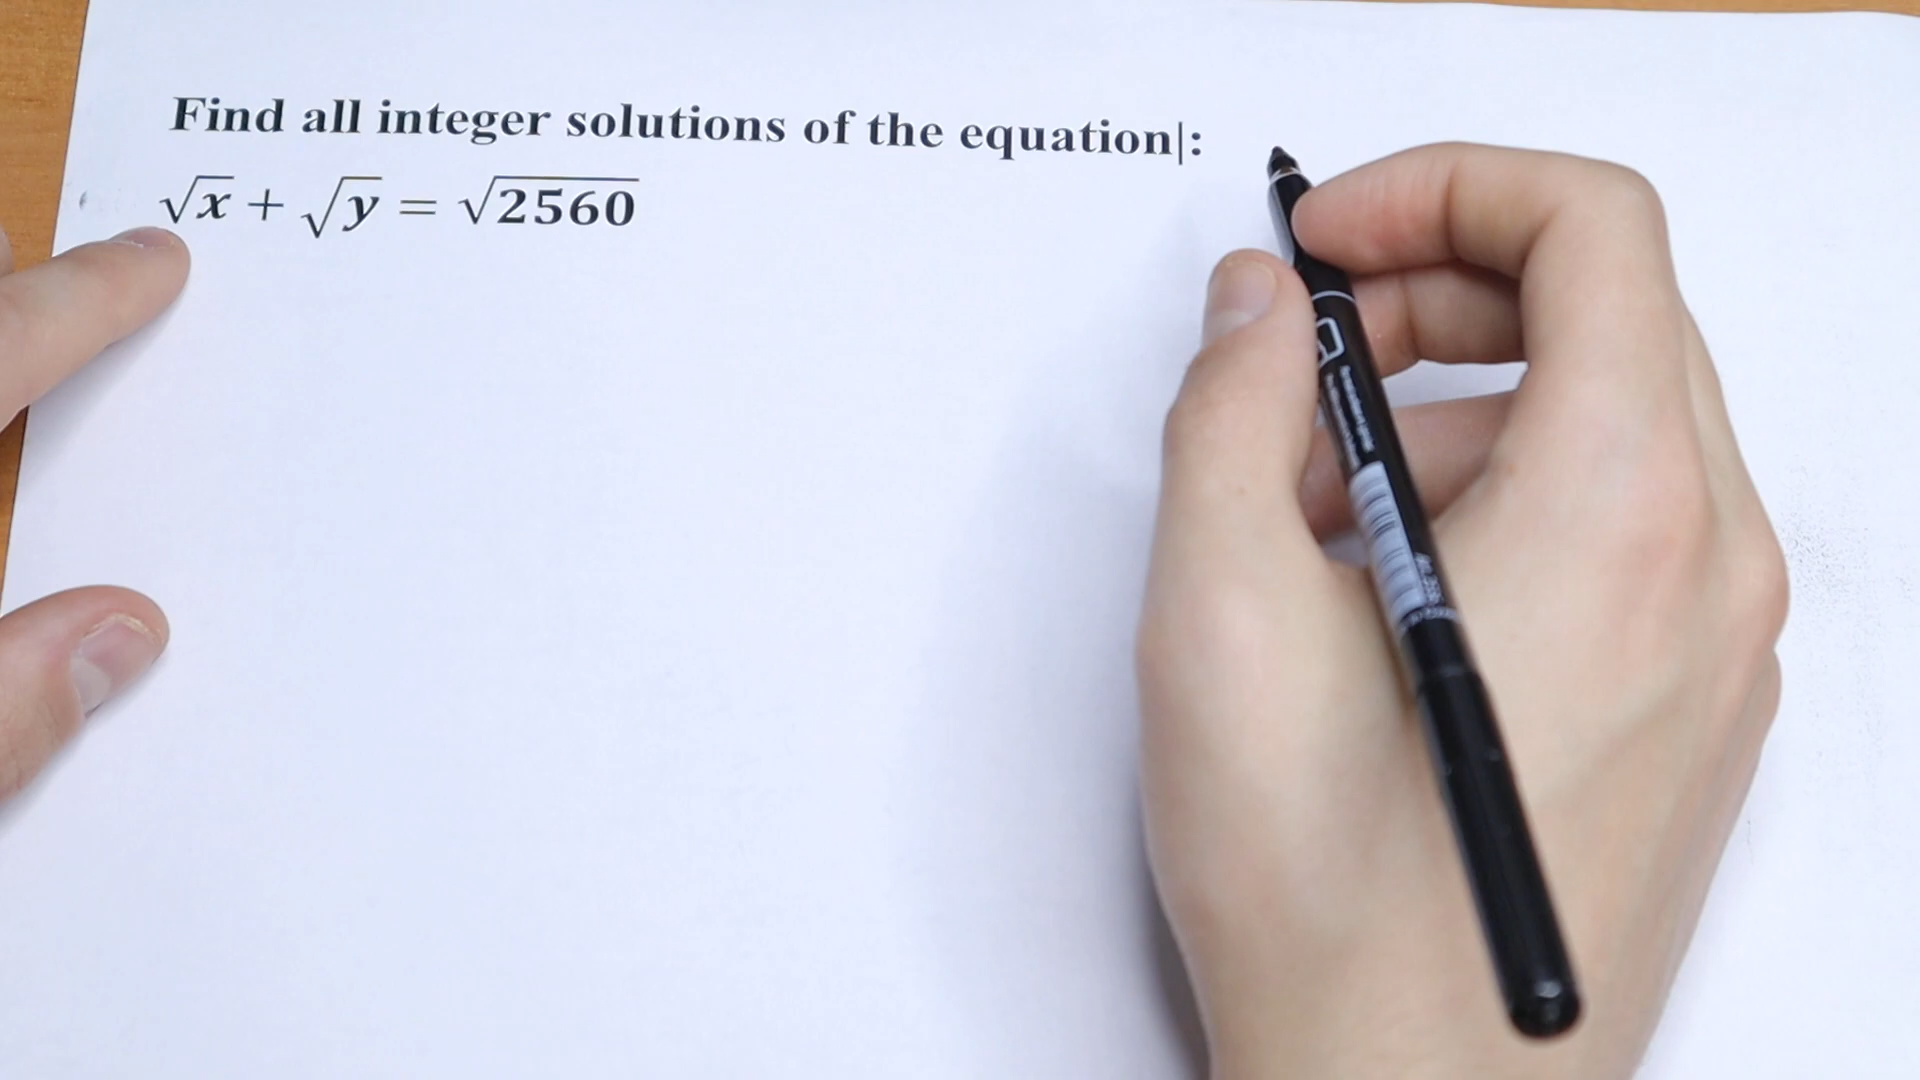 Find all integer solutions of the equation|:
√x + √y = √2560